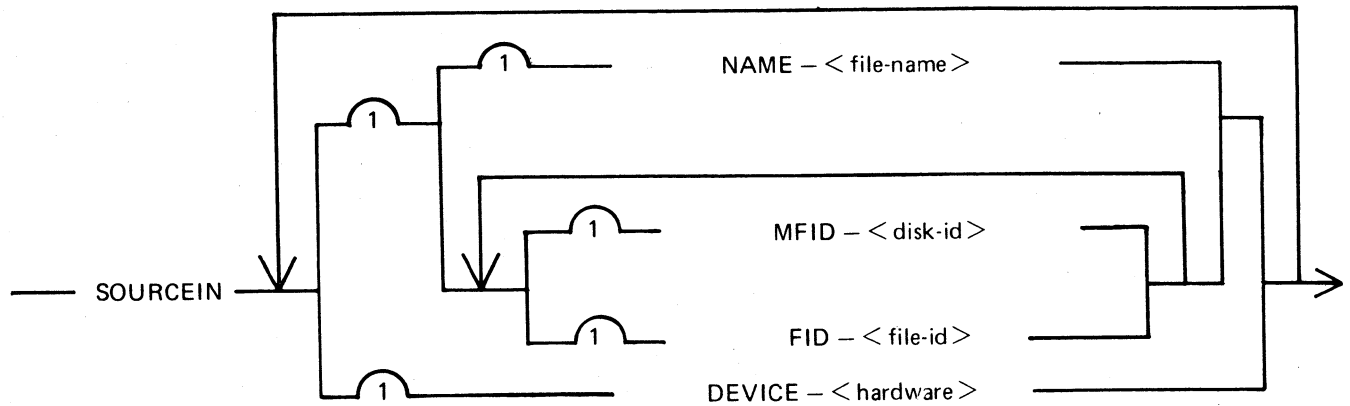 1 NAME – <file-name>
1
1 MFID – <disk-id>
SOURCEIN
1 FID – <file-id>
1 DEVICE – <hardware>